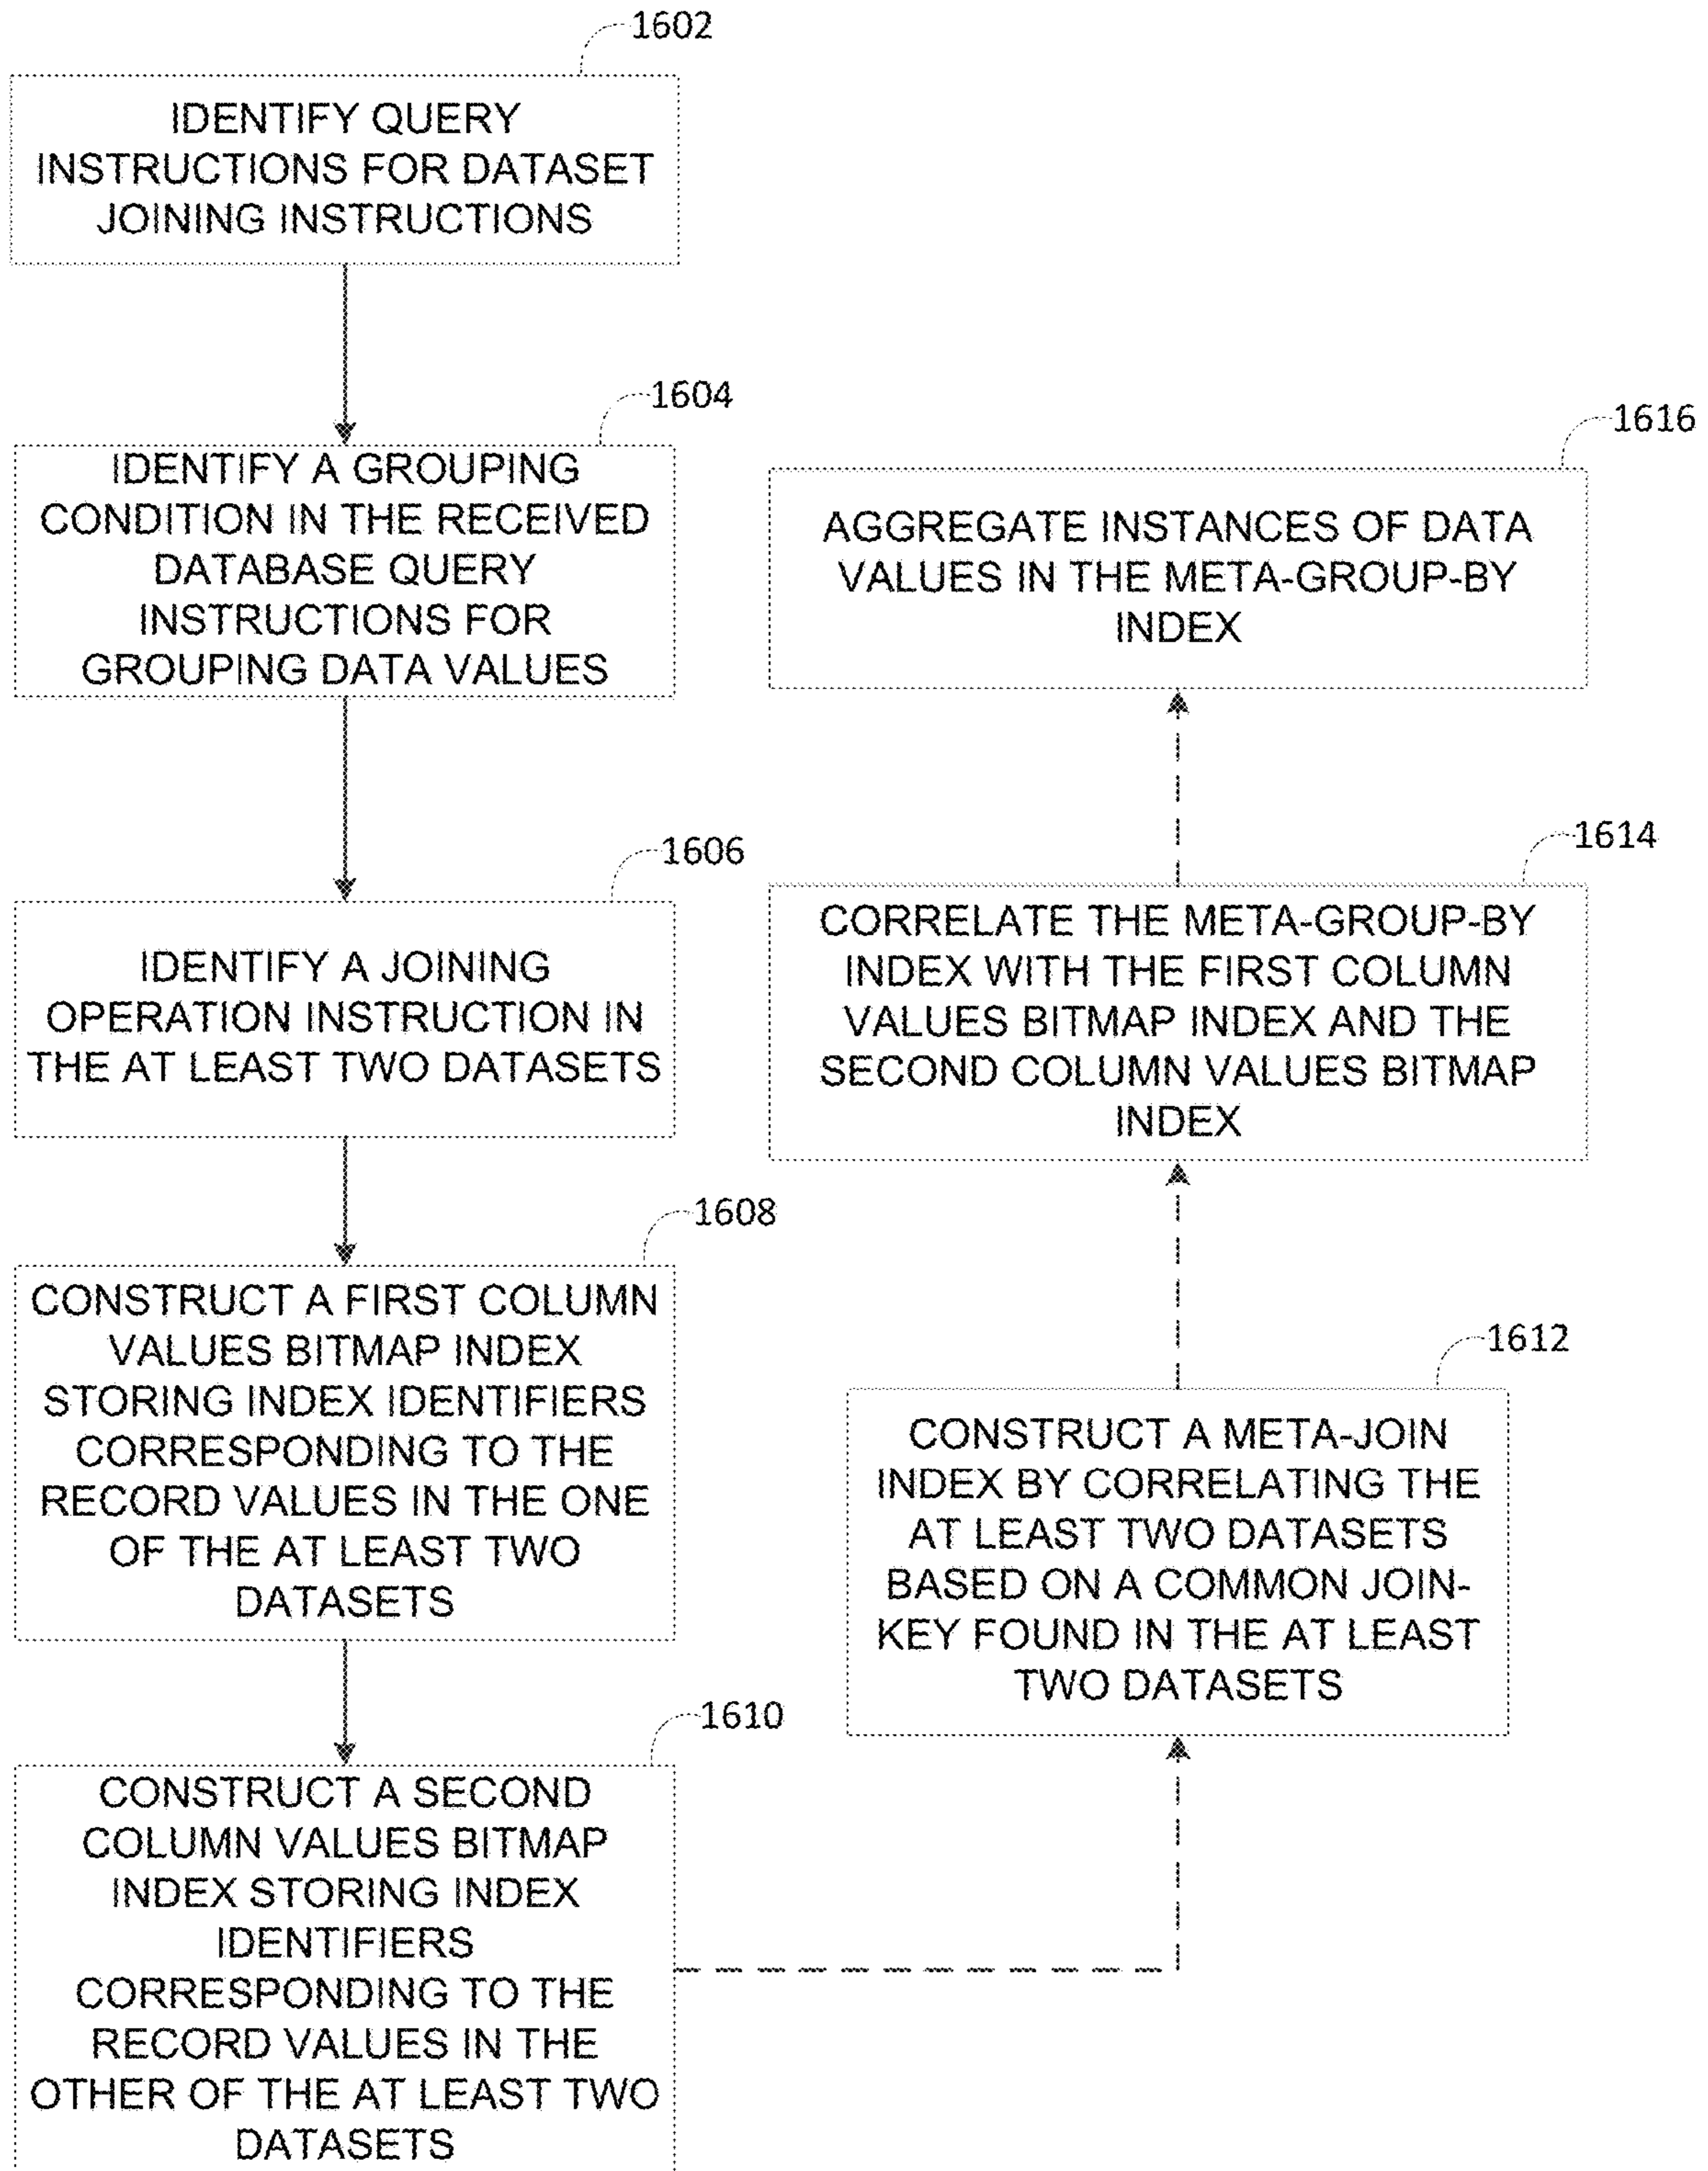 1602
IDENTIFY QUERY
INSTRUCTIONS FOR DATASET
JOINING INSTRUCTIONS
1604
IDENTIFY A GROUPING
CONDITION IN THE RECEIVED
DATABASE QUERY
INSTRUCTIONS FOR
GROUPING DATA VALUES
1606
IDENTIFY A JOINING
OPERATION INSTRUCTION IN
THE AT LEAST TWO DATASETS
1608
CONSTRUCT A FIRST COLUMN
VALUES BITMAP INDEX
STORING INDEX IDENTIFIERS
CORRESPONDING TO THE
RECORD VALUES IN THE ONE
OF THE AT LEAST TWO
DATASETS
1610
CONSTRUCT A SECOND
COLUMN VALUES BITMAP
INDEX STORING INDEX
IDENTIFIERS
CORRESPONDING TO THE
RECORD VALUES IN THE
OTHER OF THE AT LEAST TWO
DATASETS
1612
CONSTRUCT A META-JOIN
INDEX BY CORRELATING THE
AT LEAST TWO DATASETS
BASED ON A COMMON JOIN-
KEY FOUND IN THE AT LEAST
TWO DATASETS
1614
CORRELATE THE META-GROUP-BY
INDEX WITH THE FIRST COLUMN
VALUES BITMAP INDEX AND THE
SECOND COLUMN VALUES BITMAP
INDEX
1616
AGGREGATE INSTANCES OF DATA
VALUES IN THE META-GROUP-BY
INDEX